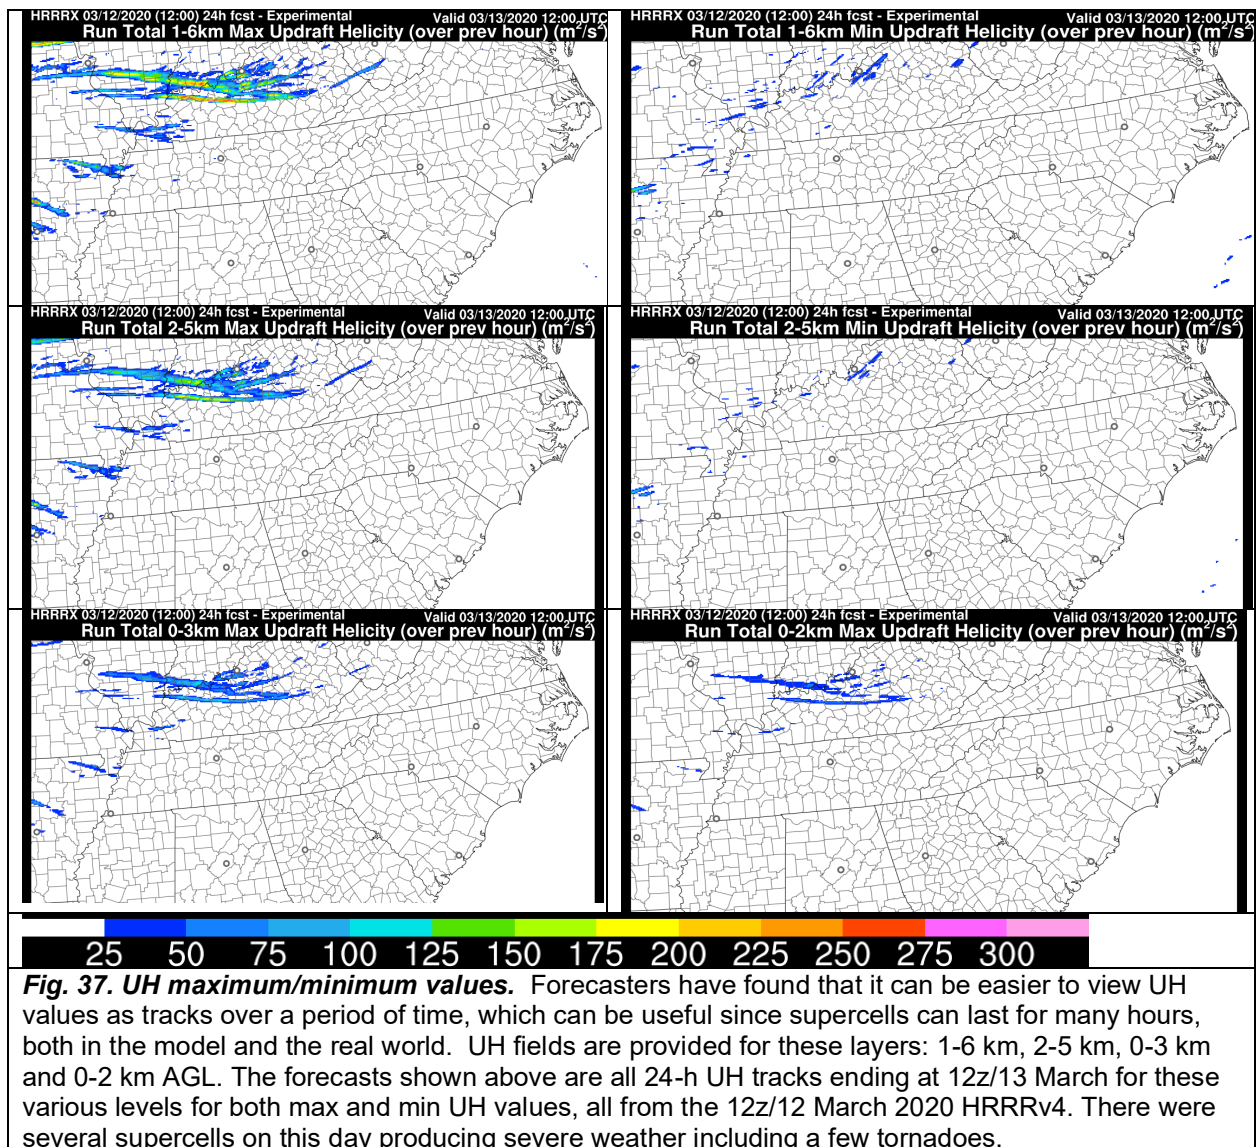 HRRRX 03/12/2020 (12:00) 24h fcst - Experimental Valid 03/13/2020 12:00 UTC
Run Total 1-6km Max Updraft Helicity (over prev hour) (m²/s²)
HRRRX 03/12/2020 (12:00) 24h fcst - Experimental Valid 03/13/2020 12:00 UTC
Run Total 1-6km Min Updraft Helicity (over prev hour) (m²/s²)
HRRRX 03/12/2020 (12:00) 24h fcst - Experimental Valid 03/13/2020 12:00 UTC
Run Total 2-5km Max Updraft Helicity (over prev hour) (m²/s²)
HRRRX 03/12/2020 (12:00) 24h fcst - Experimental Valid 03/13/2020 12:00 UTC
Run Total 2-5km Min Updraft Helicity (over prev hour) (m²/s²)
HRRRX 03/12/2020 (12:00) 24h fcst - Experimental Valid 03/13/2020 12:00 UTC
Run Total 0-3km Max Updraft Helicity (over prev hour) (m²/s²)
HRRRX 03/12/2020 (12:00) 24h fcst - Experimental Valid 03/13/2020 12:00 UTC
Run Total 0-2km Max Updraft Helicity (over prev hour) (m²/s²)
25 50 75 100 125 150 175 200 225 250 275 300
Fig. 37. UH maximum/minimum values. Forecasters have found that it can be easier to view UH
values as tracks over a period of time, which can be useful since supercells can last for many hours,
both in the model and the real world. UH fields are provided for these layers: 1-6 km, 2-5 km, 0-3 km
and 0-2 km AGL. The forecasts shown above are all 24-h UH tracks ending at 12z/13 March for these
various levels for both max and min UH values, all from the 12z/12 March 2020 HRRRv4. There were
several supercells on this day producing severe weather including a few tornadoes.